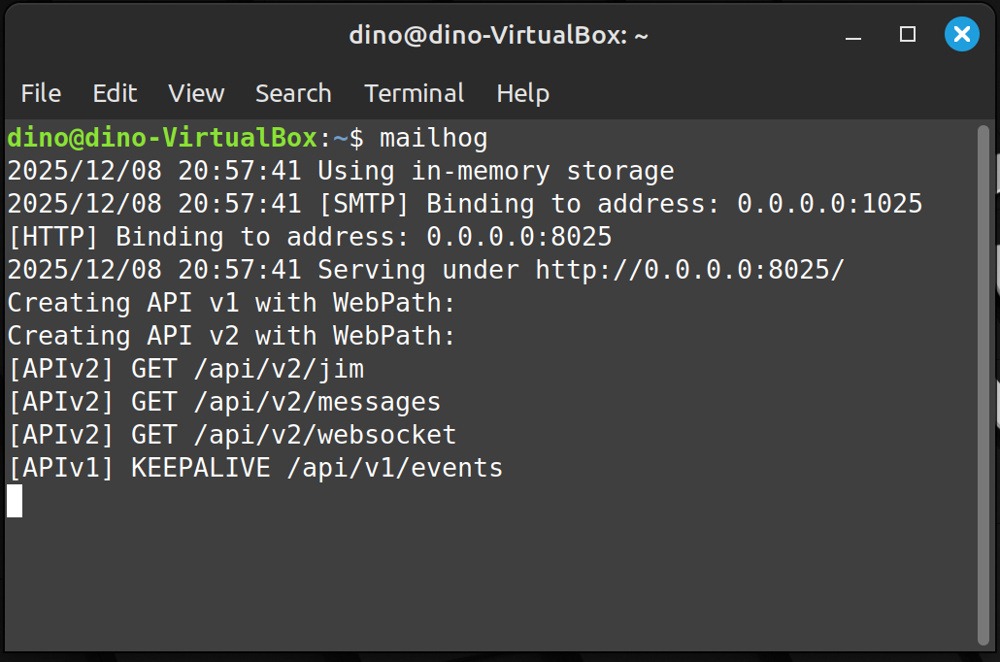 dino@dino-VirtualBox: ~
File Edit View Search Terminal Help
dino@dino-VirtualBox:~$ mailhog
2025/12/08 20:57:41 Using in-memory storage
2025/12/08 20:57:41 [SMTP] Binding to address: 0.0.0.0:1025
[HTTP] Binding to address: 0.0.0.0:8025
2025/12/08 20:57:41 Serving under http://0.0.0.0:8025/
Creating API v1 with WebPath:
Creating API v2 with WebPath:
[APIv2] GET /api/v2/jim
[APIv2] GET /api/v2/messages
[APIv2] GET /api/v2/websocket
[APIv1] KEEPALIVE /api/v1/events